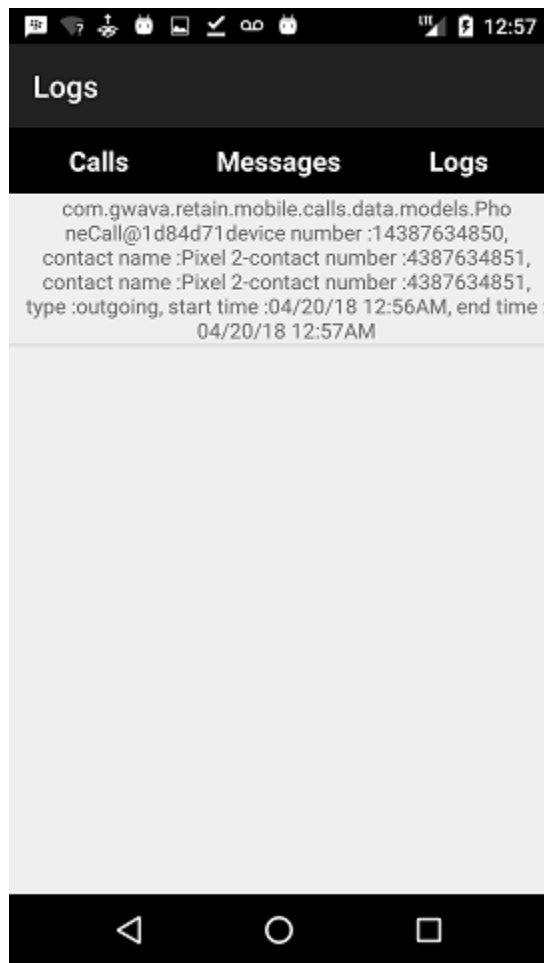 12:57
Logs
Calls Messages Logs
com.gwava.retain.mobile.calls.data.models.Pho
neCall@1d84d71device number :14387634850,
contact name :Pixel 2-contact number :4387634851,
contact name :Pixel 2-contact number :4387634851,
type :outgoing, start time :04/20/18 12:56AM, end time :
04/20/18 12:57AM